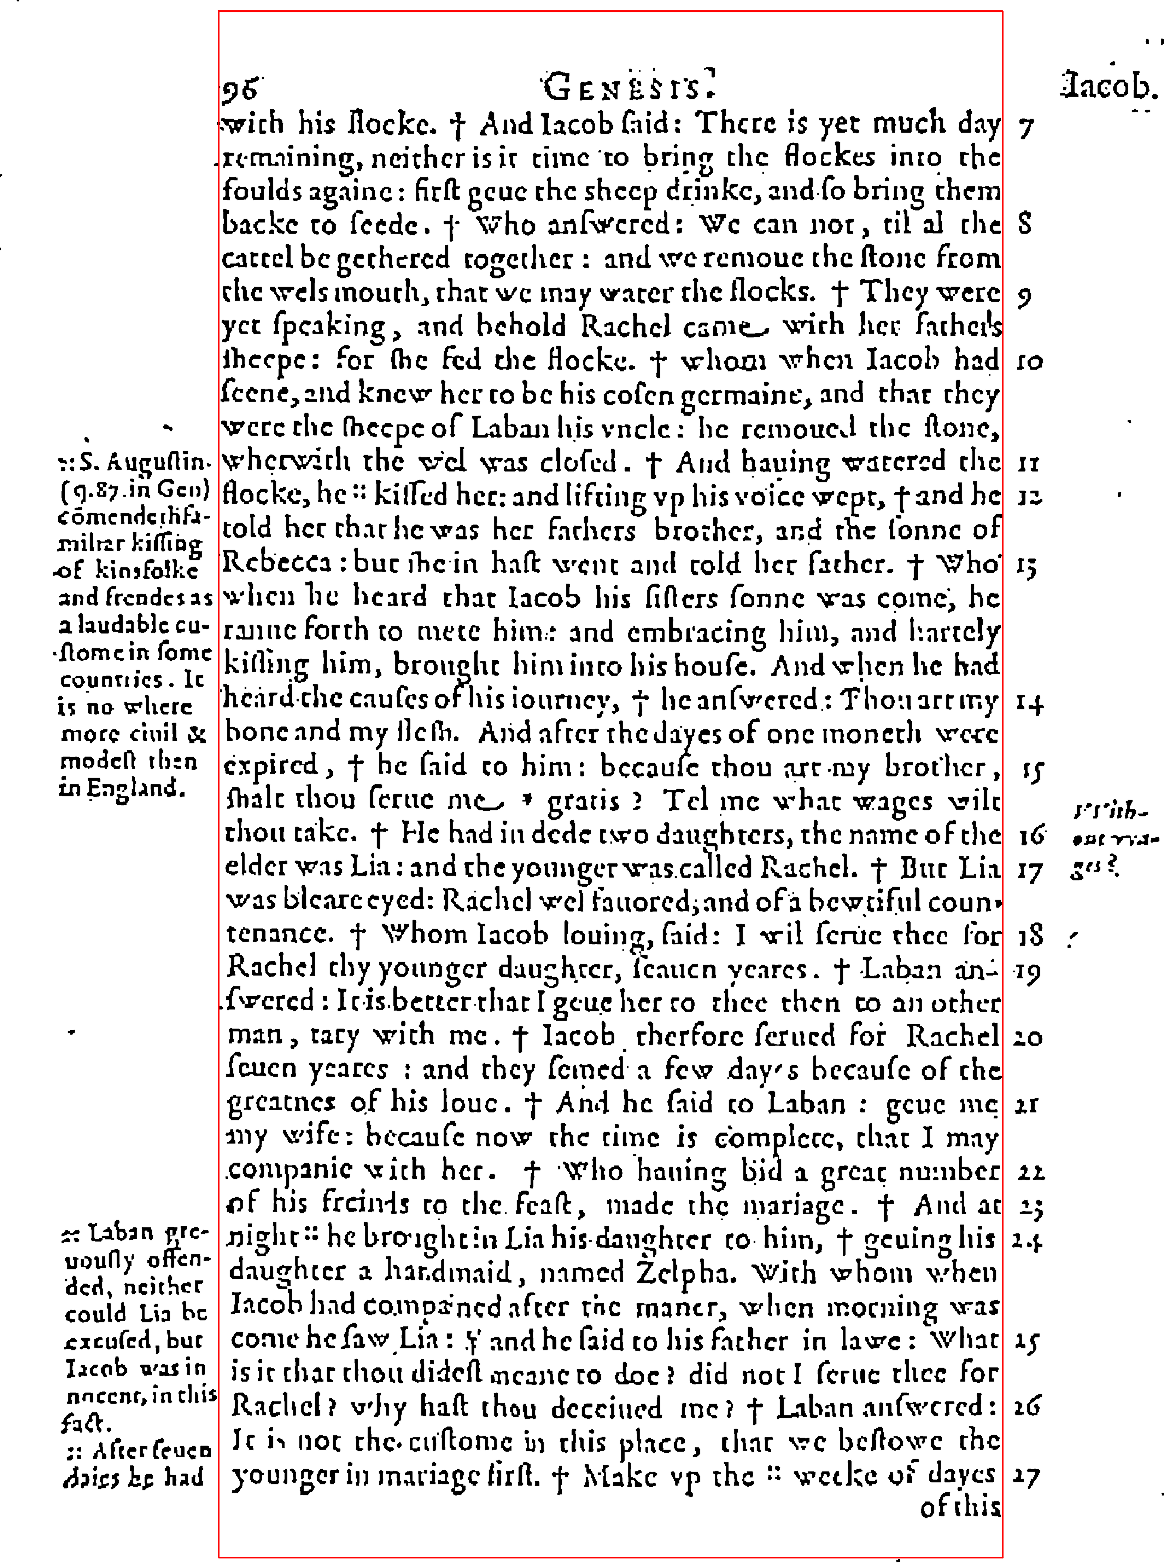 96 GENESIS. Iacob.
with his flocke. † And Iacob ſaid: There is yet much day 7
remaining, neither is it time to bring the flockes into the
foulds againe: firſt geue the sheep drinke, and ſo bring them
backe to feede. † Who anſwered: We can not, til al the 8
cattel be gethered together: and we remoue the ſtone from
the wels mouth, that we may water the flocks. † They were 9
yet ſpeaking, and behold Rachel came with her fathers
ſheepe: for ſhe fed the flocke. † whom when Iacob had 10
ſeene, and knew her to be his coſen germaine, and that they
were the ſheepe of Laban his vncle: he remoued the ſtone,
wherwith the wel was cloſed. † And hauing watered the 11
flocke, he :: kiſſed her: and lifting vp his voice wept, † and he 12
told her that he was her fathers brother, and the ſonne of
Rebecca: but ſhe in haſt went and told her father. † Who 13
when he heard that Iacob his ſiſters ſonne was come, he
ranne forth to mete him: and embracing him, and hartely
kiſſing him, brought him into his houſe. And when he had
heard the cauſes of his iourney, † he anſwered: Thou art my 14
bone and my fleſh. And after the dayes of one moneth were
expired, † he ſaid to him: becauſe thou art my brother, 15
ſhalt thou ſerue me gratis? Tel me what wages wilt
thou take. † He had in dede two daughters, the name of the 16
elder was Lia: and the younger was called Rachel. † But Lia 17
was bleare eyed: Rachel wel fauored, and of a bewtiful coun-
tenance. † Whom Iacob louing, ſaid: I wil ſerue thee for 18
Rachel thy younger daughter, ſeauen yeares. † Laban an- 19
ſwered: It is better that I geue her to thee then to an other
man, tary with me. † Iacob therfore ſerued for Rachel 20
ſeuen yeares: and they ſemed a few dayes becauſe of the
greatnes of his loue. † And he ſaid to Laban: geue me 21
my wife: becauſe now the time is complete, that I may
companie with her. † Who hauing bid a great number 22
of his freinds to the feaſt, made the mariage. † And at 23
night :: he brought in Lia his daughter to him, † geuing his 24
daughter a handmaid, named Zelpha. With whom when
Iacob had companied after the maner, when morning was
come he ſaw Lia: † and he ſaid to his father in lawe: What 25
is it that thou dideſt meane to doe? did not I ſerue thee for
Rachel? why haſt thou deceiued me? † Laban anſwered: 26
It is not the cuſtome in this place, that we beſtowe the
younger in mariage firſt. † Make vp the :: weeke of dayes 27
of this
:: S. Auguſtin.
(q. 87. in Gen)
cōmendeth fa-
miliar kiſſing
of kinsfolke
and frendes as
a laudable cu-
ſtome in ſome
countries. It
is no where
more ciuil &
modeſt then
in England.
With-
out wa-
ges?
:: Laban gre-
uouſly offen-
ded, neither
could Lia be
excuſed, but
Iacob was in
nocent, in this
fact.
:: After ſeuen
daies he had